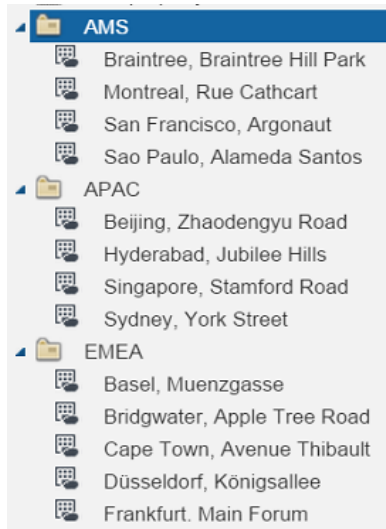 AMS
Braintree, Braintree Hill Park
Montreal, Rue Cathcart
San Francisco, Argonaut
Sao Paulo, Alameda Santos
APAC
Beijing, Zhaodengyu Road
Hyderabad, Jubilee Hills
Singapore, Stamford Road
Sydney, York Street
EMEA
Basel, Muenzgasse
Bridgwater, Apple Tree Road
Cape Town, Avenue Thibault
Düsseldorf, Königsallee
Frankfurt. Main Forum